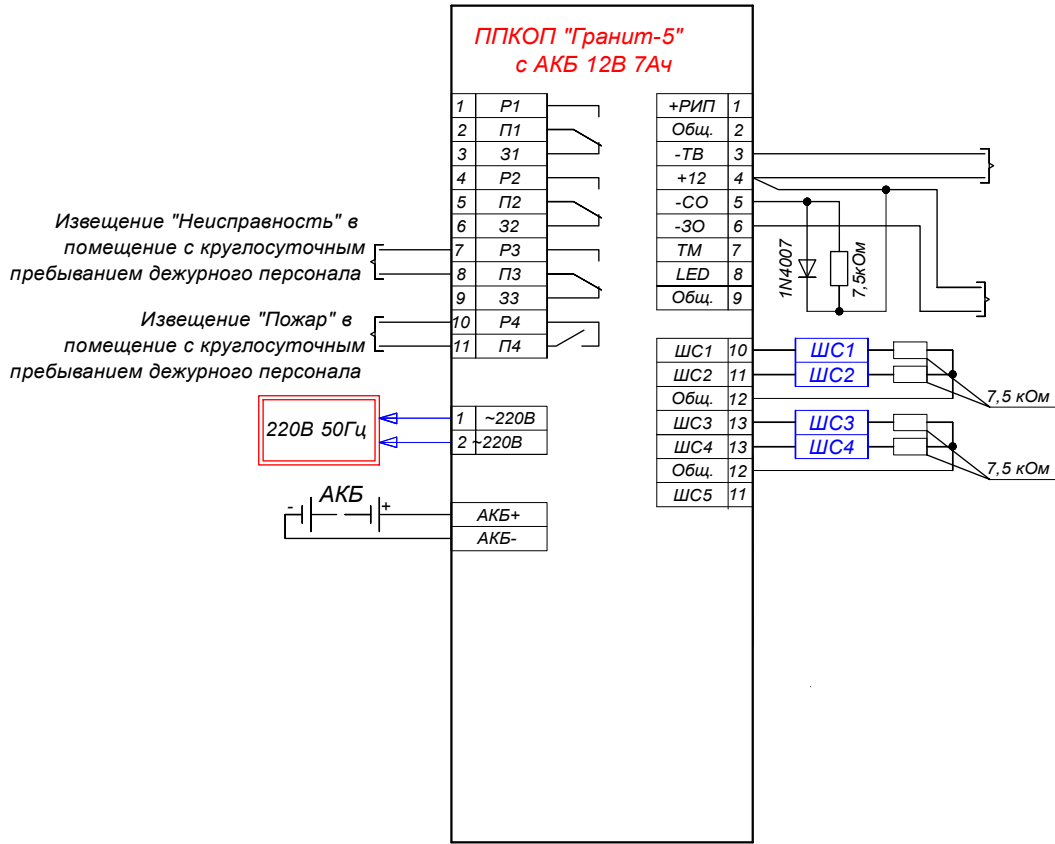 ППКОП "Гранит-5"
с АКБ 12В 7Ач
1 Р1
2 П1
3 З1
4 Р2
5 П2
6 З2
7 Р3
8 П3
9 З3
10 Р4
11 П4
Извещение "Неисправность" в
помещение с круглосуточным
пребыванием дежурного персонала
Извещение "Пожар" в
помещение с круглосуточным
пребыванием дежурного персонала
220В 50Гц
1 ~220В
2 ~220В
АКБ
- +
АКБ+
АКБ-
+РИП 1
Общ. 2
-ТВ 3
+12 4
-СО 5
-ЗО 6
ТМ 7
LED 8
Общ. 9
1N4007
7,5кОм
ШС1 10
ШС2 11
Общ. 12
ШС3 13
ШС4 13
Общ. 12
ШС5 11
ШС1
ШС2
7,5 кОм
ШС3
ШС4
7,5 кОм